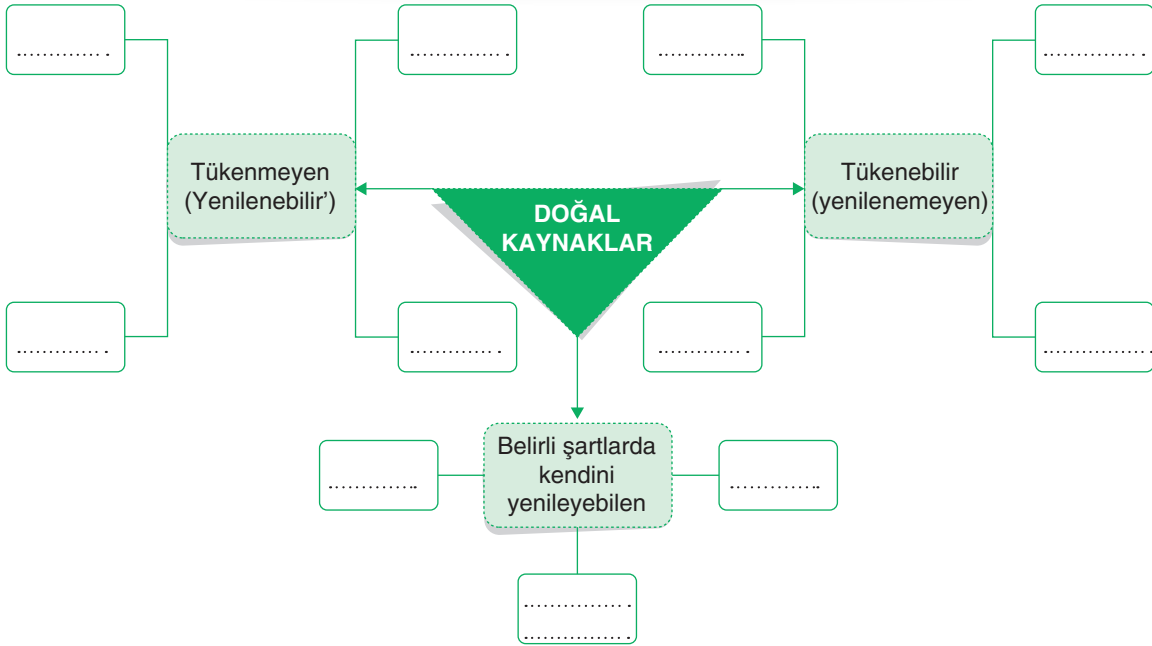 ............. .
.............. .
.............
............... .
Tükenmeyen
(Yenilenebilir’)
DOĞAL
KAYNAKLAR
Tükenebilir
(yenilenemeyen)
............. .
.............. .
.............. .
................ .
Belirli şartlarda
kendini
yenileyebilen
..............
..............
................ .
................ .